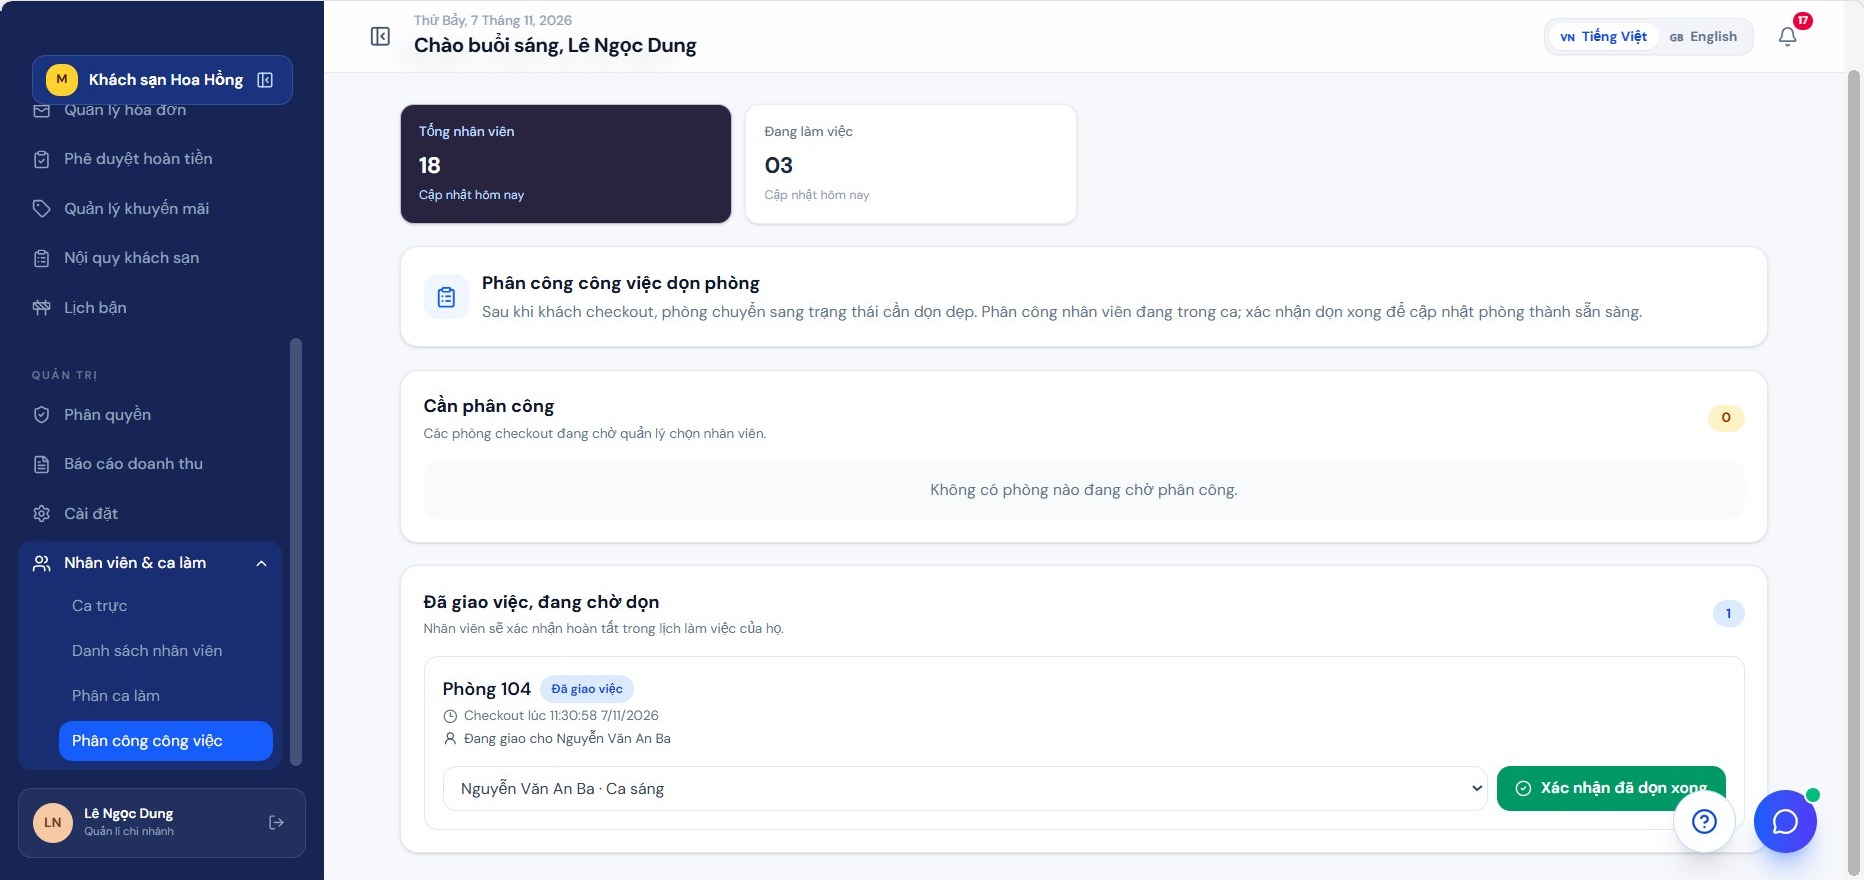 M Khách sạn Hoa Hồng
Quản lý hóa đơn
Phê duyệt hoàn tiền
Quản lý khuyến mãi
Nội quy khách sạn
Lịch bận
QUẢN TRỊ
Phân quyền
Báo cáo doanh thu
Cài đặt
Nhân viên & ca làm
Ca trực
Danh sách nhân viên
Phân ca làm
Phân công công việc
LN
Lê Ngọc Dung
Quản lí chi nhánh
Thứ Bảy, 7 Tháng 11, 2026
Chào buổi sáng, Lê Ngọc Dung
VN Tiếng Việt GB English
17
Tổng nhân viên
18
Cập nhật hôm nay
Đang làm việc
03
Cập nhật hôm nay
Phân công công việc dọn phòng
Sau khi khách checkout, phòng chuyển sang trạng thái cần dọn dẹp. Phân công nhân viên đang trong ca; xác nhận dọn xong để cập nhật phòng thành sẵn sàng.
Cần phân công
Các phòng checkout đang chờ quản lý chọn nhân viên.
0
Không có phòng nào đang chờ phân công.
Đã giao việc, đang chờ dọn
Nhân viên sẽ xác nhận hoàn tất trong lịch làm việc của họ.
1
Phòng 104 Đã giao việc
Checkout lúc 11:30:58 7/11/2026
Đang giao cho Nguyễn Văn An Ba
Nguyễn Văn An Ba · Ca sáng
Xác nhận đã dọn xong